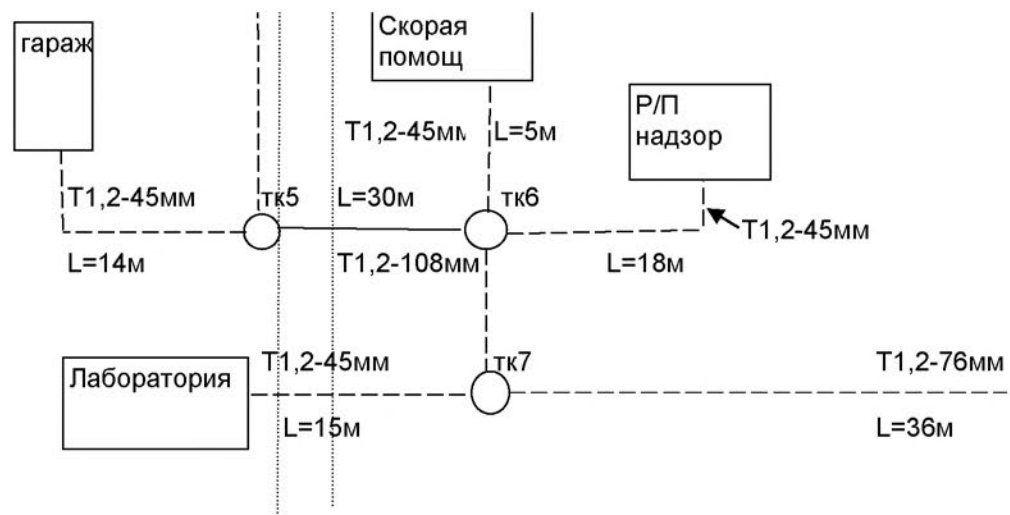 гараж
Скорая
помощ
Р/П
надзор
Т1,2-45мм
L=5м
Т1,2-45мм
тк5
L=30м
тк6
Т1,2-45мм
L=14м
Т1,2-108мм
L=18м
Т1,2-45мм
тк7
Т1,2-76мм
Лаборатория
L=15м
L=36м